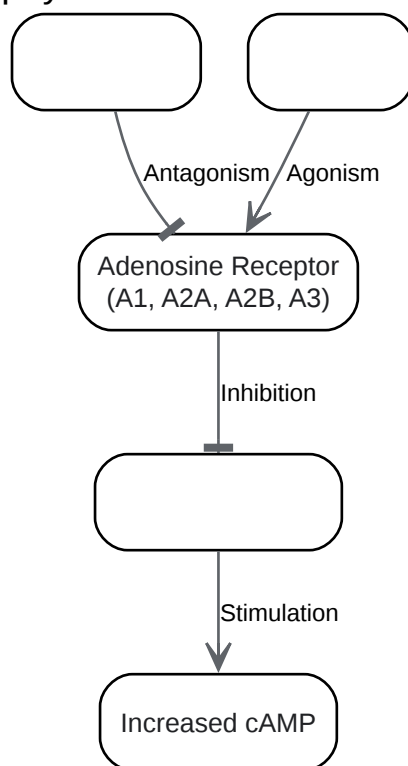 Antagonism Agonism
Adenosine Receptor
(A1, A2A, A2B, A3)
Inhibition
Stimulation
Increased cAMP